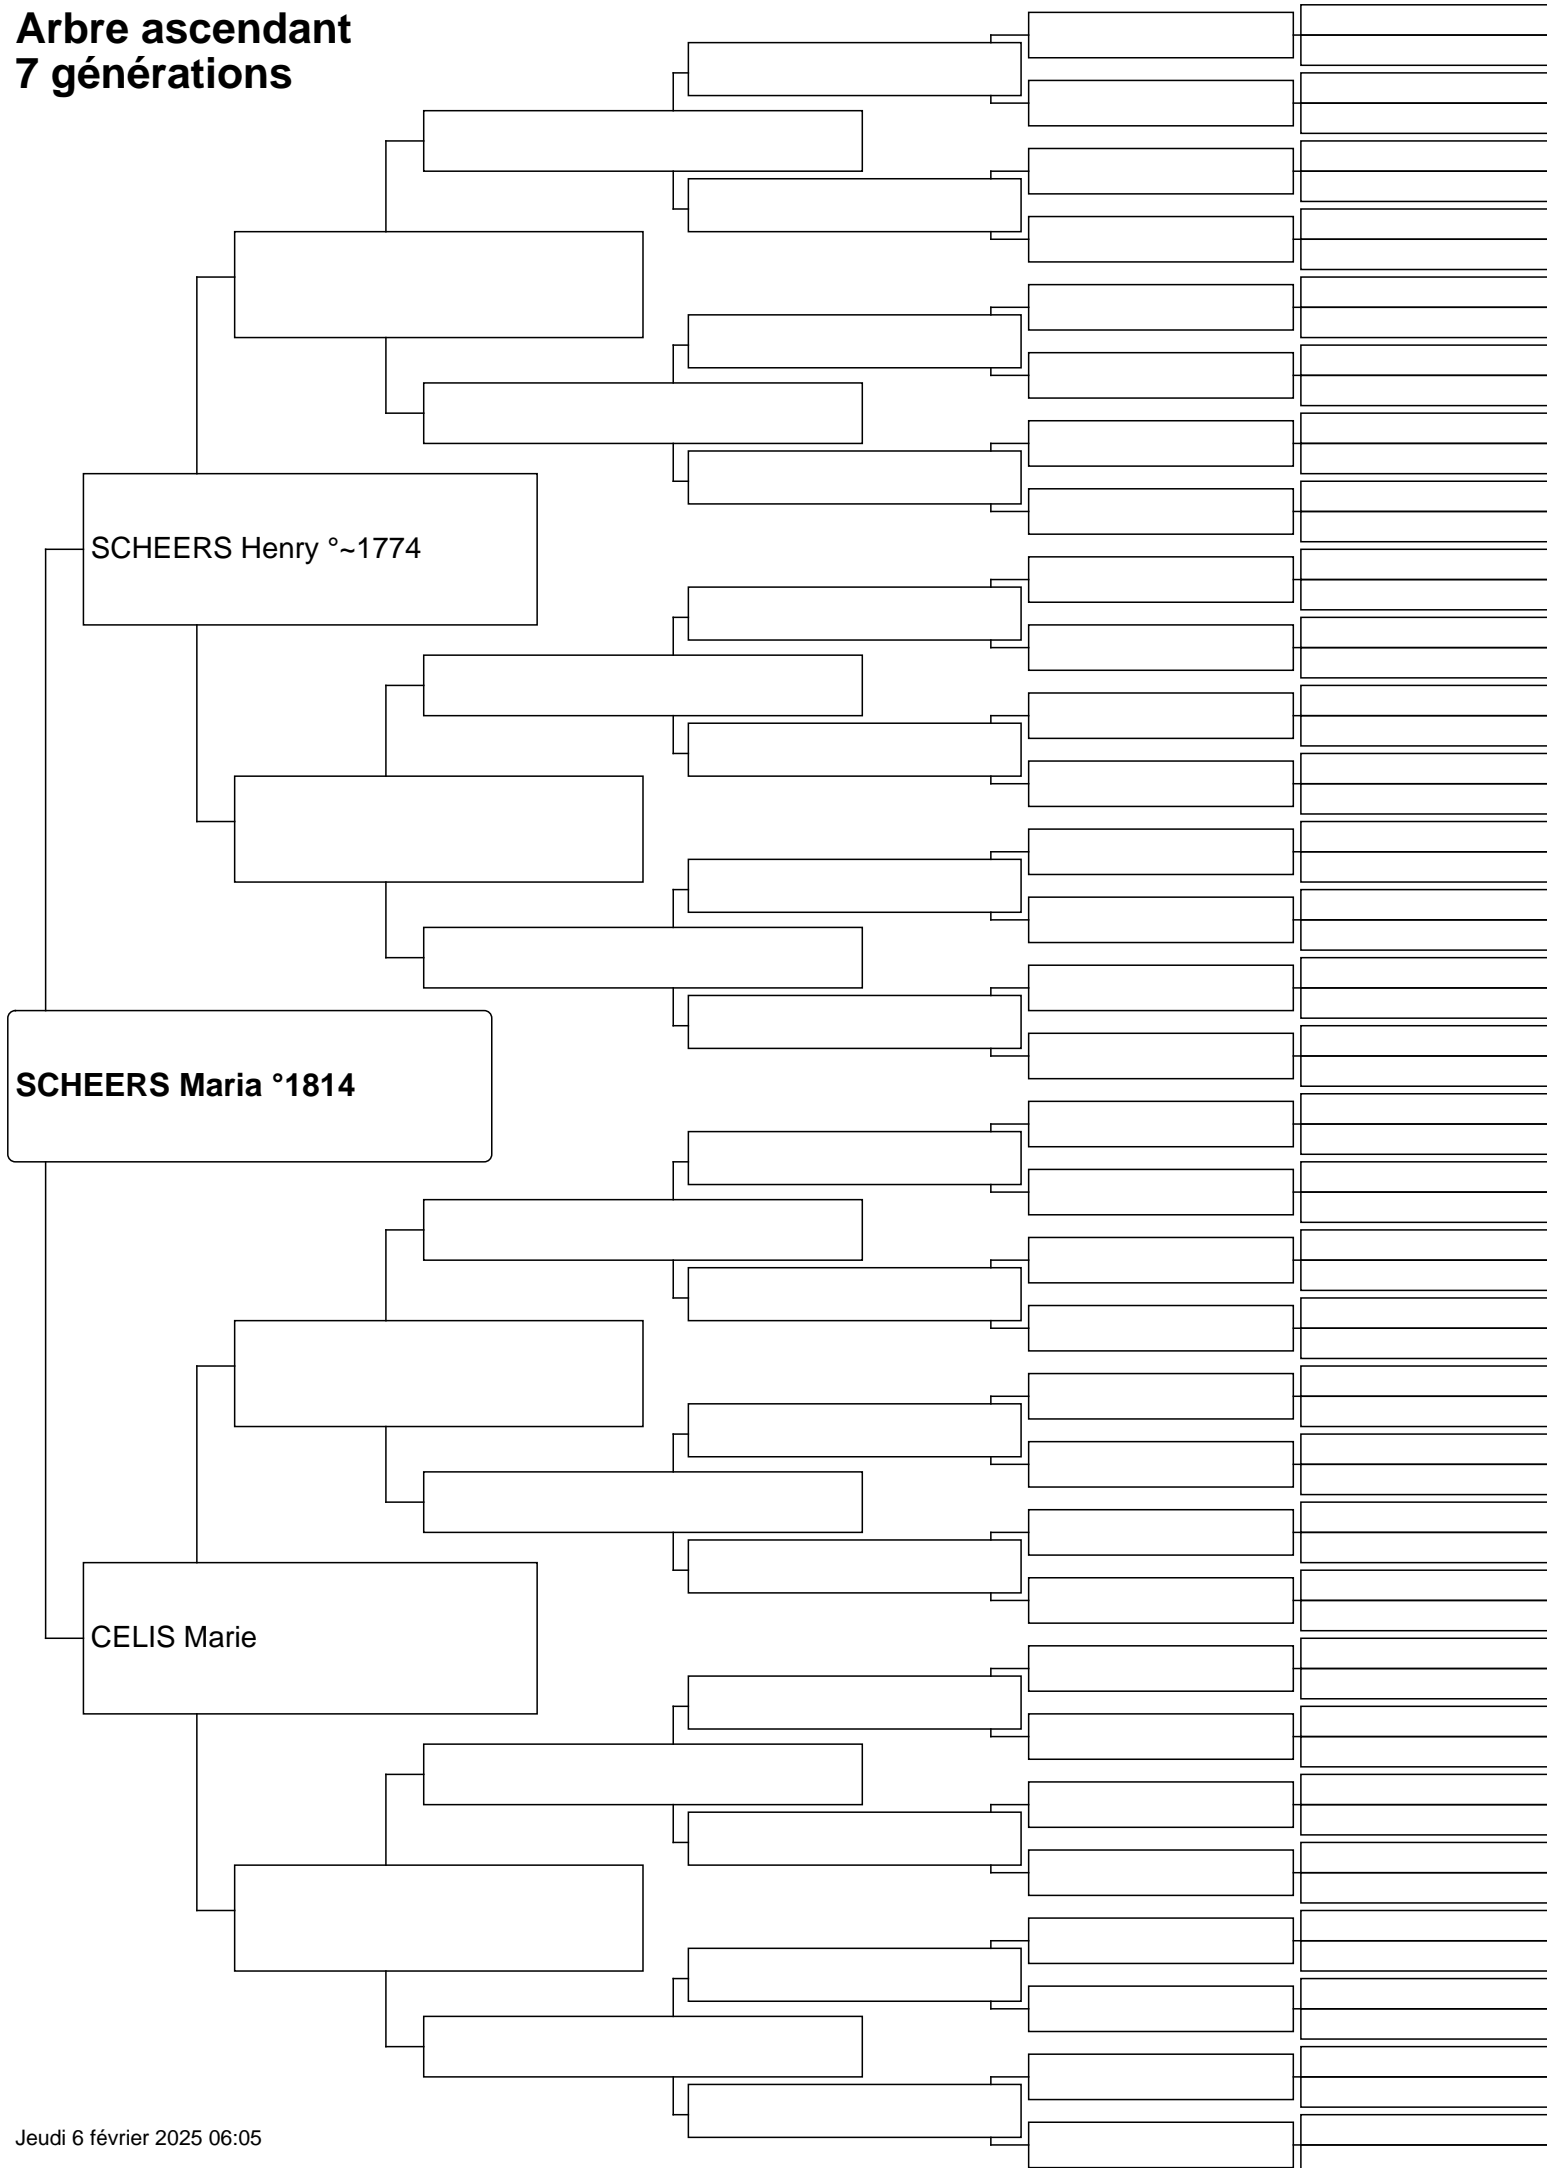 Arbre ascendant
7 générations
SCHEERS Henry °~1774
SCHEERS Maria °1814
CELIS Marie
Jeudi 6 février 2025 06:05